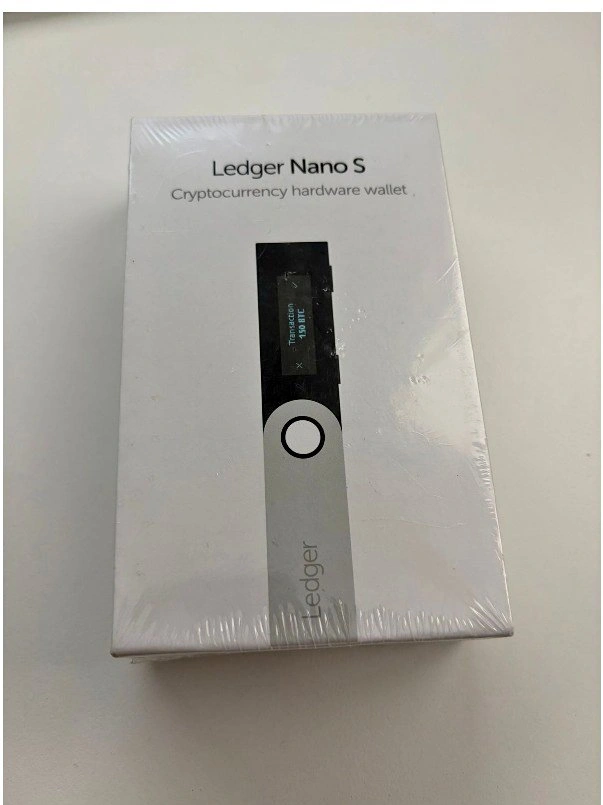 Ledger Nano S
Cryptocurrency hardware wallet
Transaction
150 BTC
Ledger